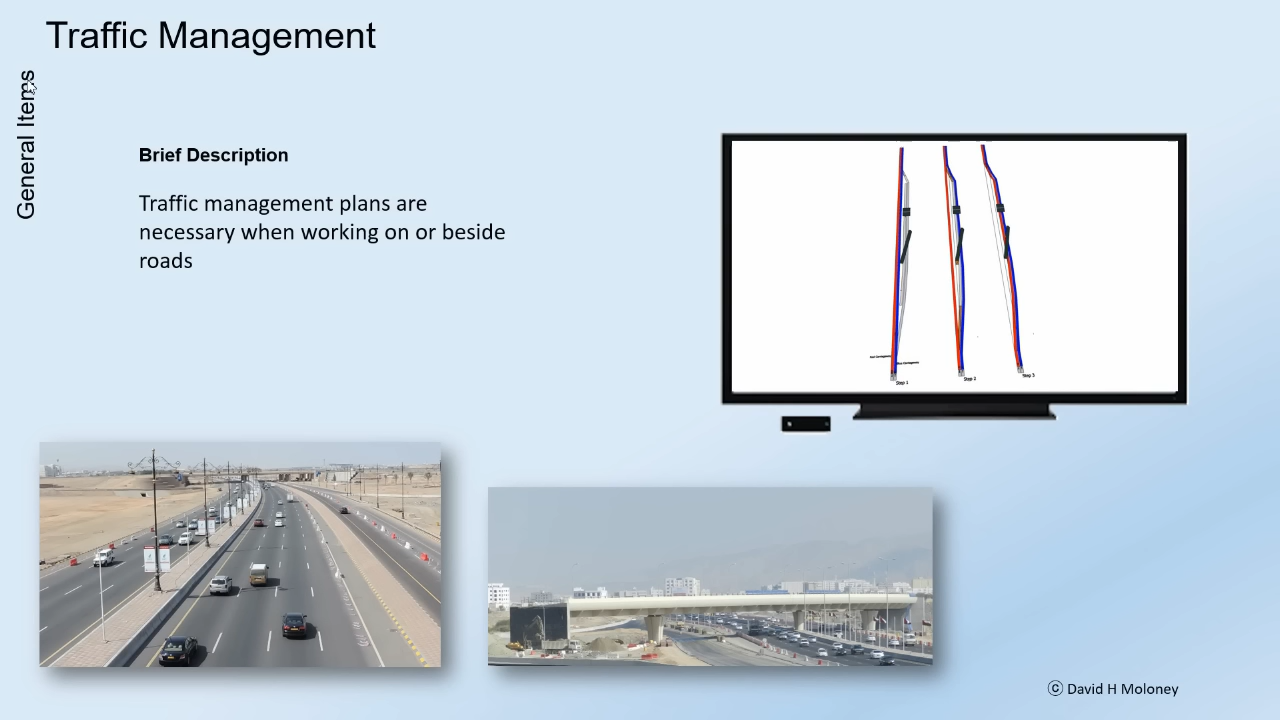 Traffic Management
General Items
Brief Description
Traffic management plans are
necessary when working on or beside
roads
Step 1
Step 2
Step 3
© David H Moloney